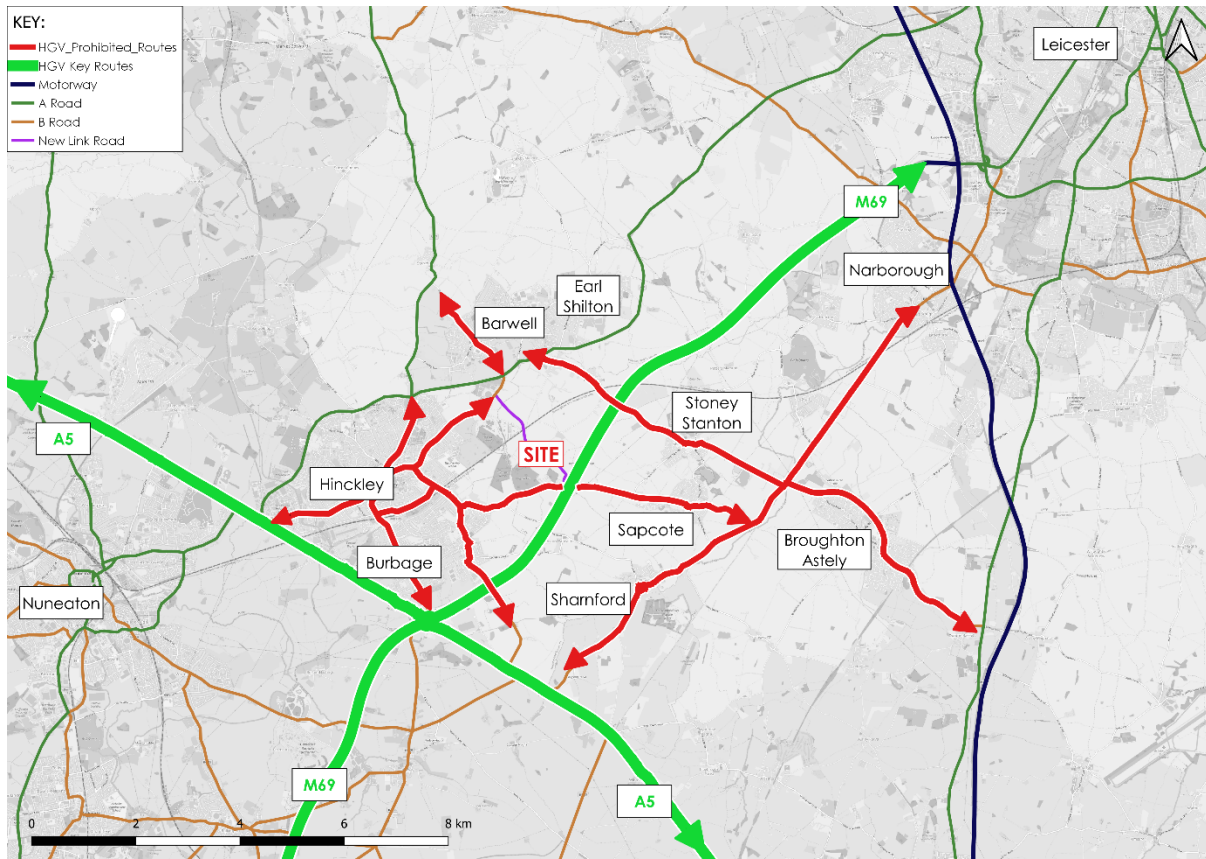 KEY:
HGV_Prohibited_Routes
HGV Key Routes
Motorway
A Road
B Road
New Link Road
Leicester
M69
Narborough
Earl
Shilton
Barwell
Stoney
Stanton
A5
SITE
Hinckley
Sapcote
Broughton
Astely
Burbage
Nuneaton
Sharnford
M69
A5
0 2 4 6 8 km